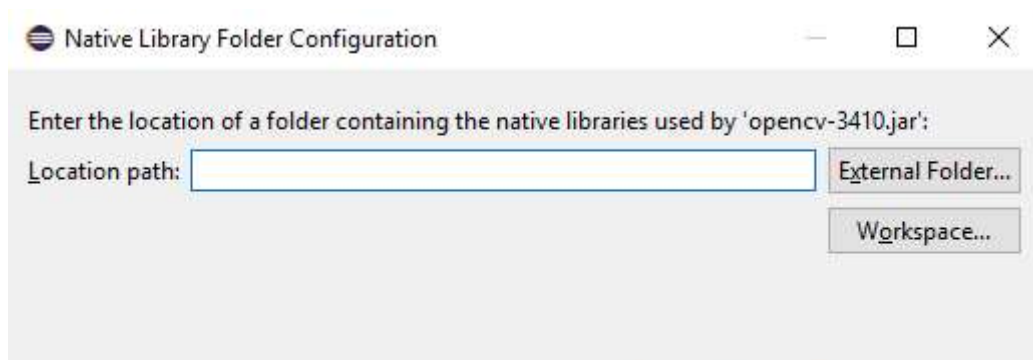 Native Library Folder Configuration
Enter the location of a folder containing the native libraries used by 'opencv-3410.jar':
Location path:
External Folder...
Workspace...